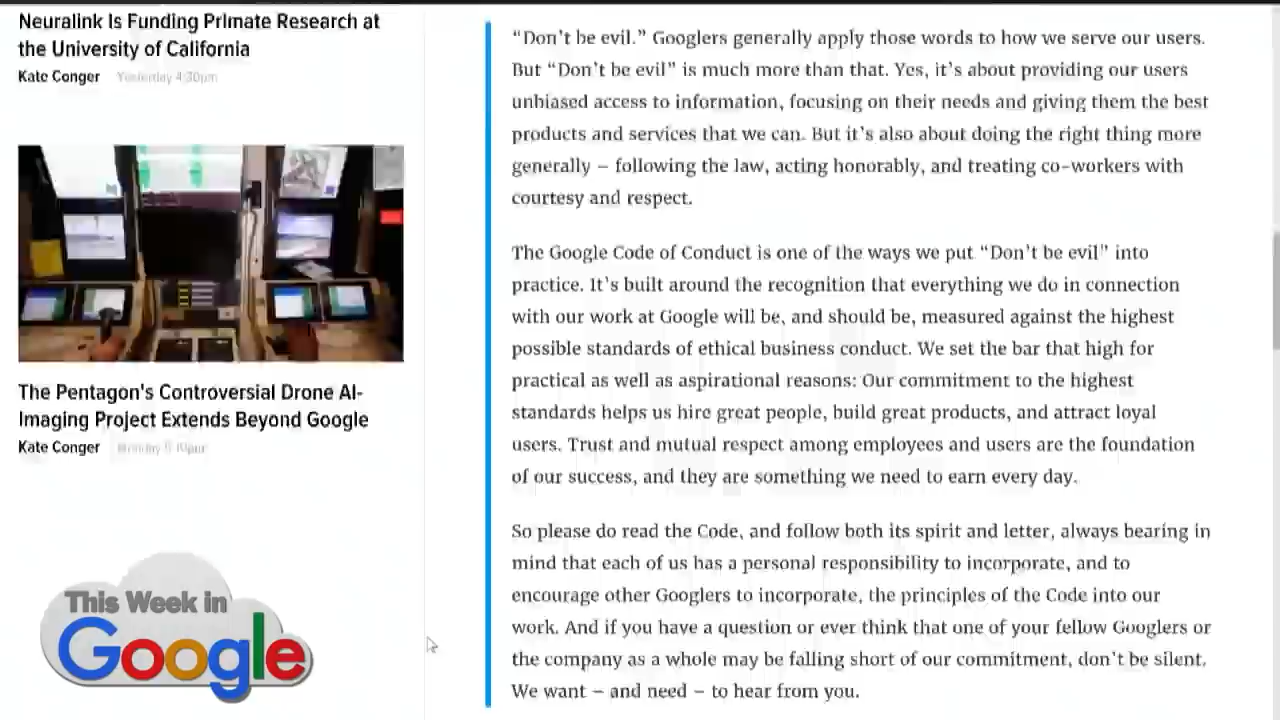 Neuralink Is Funding Primate Research at
the University of California
Kate Conger Yesterday 4:30pm
The Pentagon's Controversial Drone AI-
Imaging Project Extends Beyond Google
Kate Conger Monday
This Week in
Google
“Don't be evil.” Googlers generally apply those words to how we serve our users.
But “Don't be evil” is much more than that. Yes, it's about providing our users
unbiased access to information, focusing on their needs and giving them the best
products and services that we can. But it's also about doing the right thing more
generally – following the law, acting honorably, and treating co-workers with
courtesy and respect.
The Google Code of Conduct is one of the ways we put “Don't be evil” into
practice. It's built around the recognition that everything we do in connection
with our work at Google will be, and should be, measured against the highest
possible standards of ethical business conduct. We set the bar that high for
practical as well as aspirational reasons: Our commitment to the highest
standards helps us hire great people, build great products, and attract loyal
users. Trust and mutual respect among employees and users are the foundation
of our success, and they are something we need to earn every day.
So please do read the Code, and follow both its spirit and letter, always bearing in
mind that each of us has a personal responsibility to incorporate, and to
encourage other Googlers to incorporate, the principles of the Code into our
work. And if you have a question or ever think that one of your fellow Googlers or
the company as a whole may be falling short of our commitment, don't be silent.
We want – and need – to hear from you.